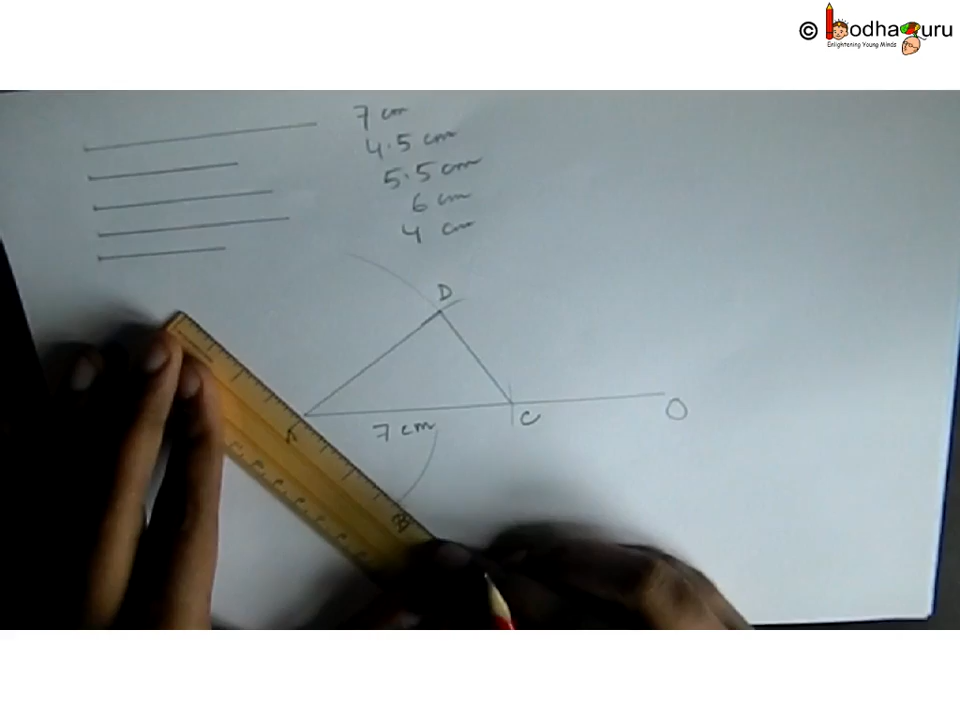 © BodhaGuru
Enlightening Young Minds
7 cm
4.5 cm
5.5 cm
6 cm
4 cm
D
A
7 cm
C
O
B